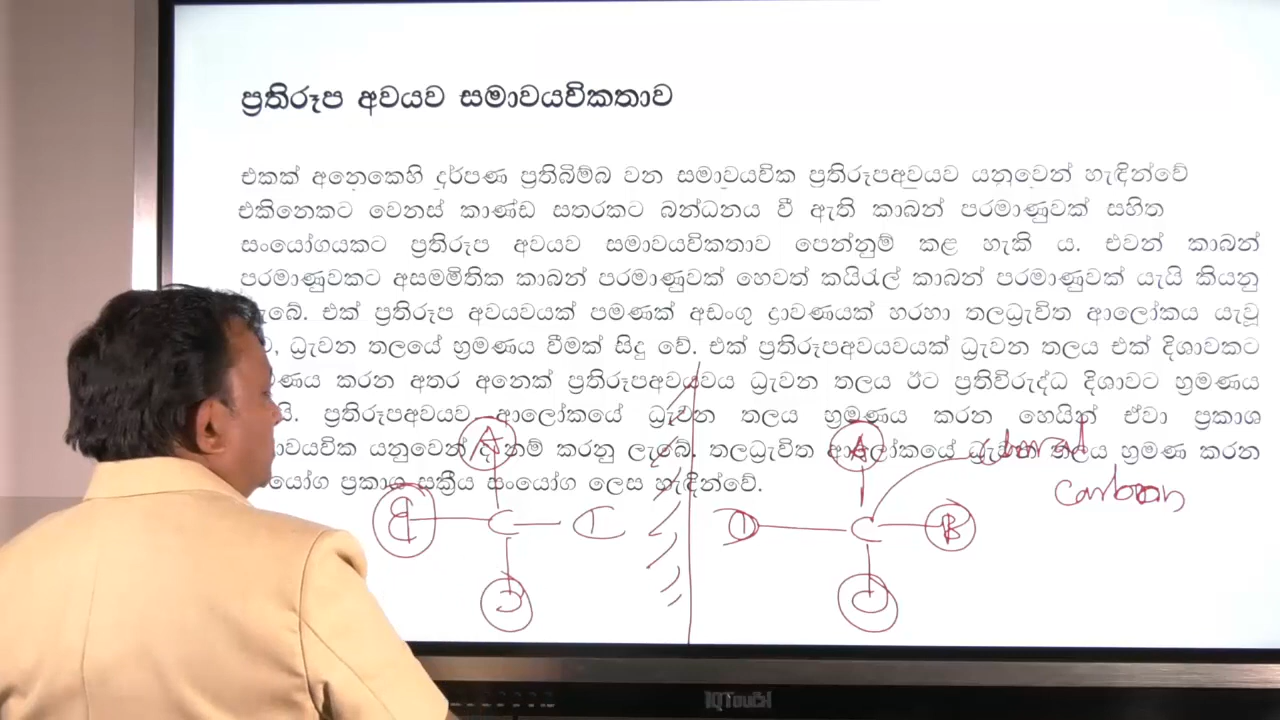 ප්‍රතිරූප අවයව සමාවයවිකතාව
එකක් අනෙකෙහි දර්පණ ප්‍රතිබිම්බ වන සමාවයවික ප්‍රතිරූපඅවයව යනුවෙන් හැඳින්වේ
එකිනෙකට වෙනස් කාණ්ඩ සතරකට බන්ධනය වී ඇති කාබන් පරමාණුවක් සහිත
සංයෝගයකට ප්‍රතිරූප අවයව සමාවයවිකතාව පෙන්නුම් කළ හැකි ය. එවන් කාබන්
පරමාණුවකට අසමමිතික කාබන් පරමාණුවක් හෙවත් කයිරැල් කාබන් පරමාණුවක් යැයි කියනු
එක් ප්‍රතිරූප අවයවයක් පමණක් අඩංගු ද්‍රාවණයක් හරහා තලධ්‍රැවිත ආලෝකය යැවූ
ධ්‍රැවන තලයේ භ්‍රමණය වීමක් සිදු වේ. එක් ප්‍රතිරූපඅවයවයක් ධ්‍රැවන තලය එක් දිශාවකට
කරන අතර අනෙක් ප්‍රතිරූපඅවයවය ධ්‍රැවන තලය ඊට ප්‍රතිවිරුද්ධ දිශාවට භ්‍රමණය
ප්‍රතිරූපඅවයව ආලෝකයේ ධ්‍රැවන තලය භ්‍රමණය කරන හෙයින් ඒවා ප්‍රකාශ
යනුවෙන් දනම් කරනු ලැබේ. තලධ්‍රැවිත ආලෝකයේ ධ්‍රැවන තලය භ්‍රමණ කරන
ප්‍රකාශ සක්‍රීය සංයෝග ලෙස හැඳින්වේ.
A A
carbon
B C C B
IQTouch